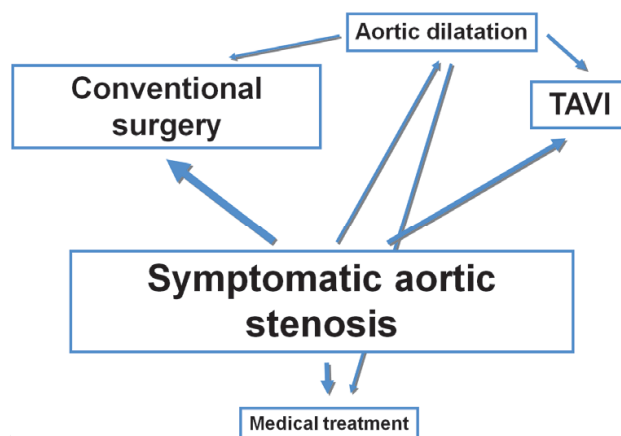 Aortic dilatation
Conventional
surgery
TAVI
Symptomatic aortic
stenosis
Medical treatment